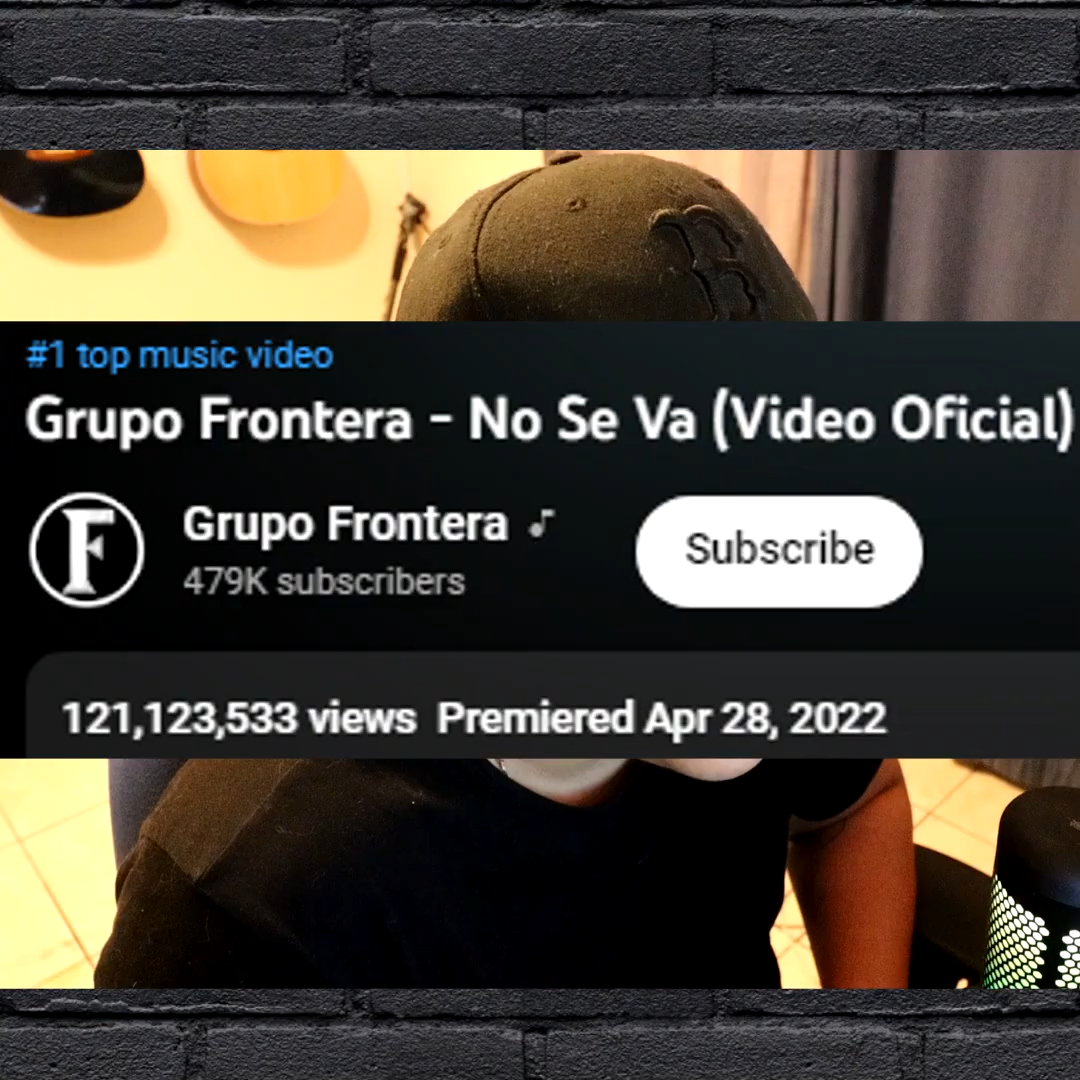 B
#1 top music video
Grupo Frontera - No Se Va (Video Oficial)
F
Grupo Frontera
479K subscribers
Subscribe
121,123,533 views Premiered Apr 28, 2022